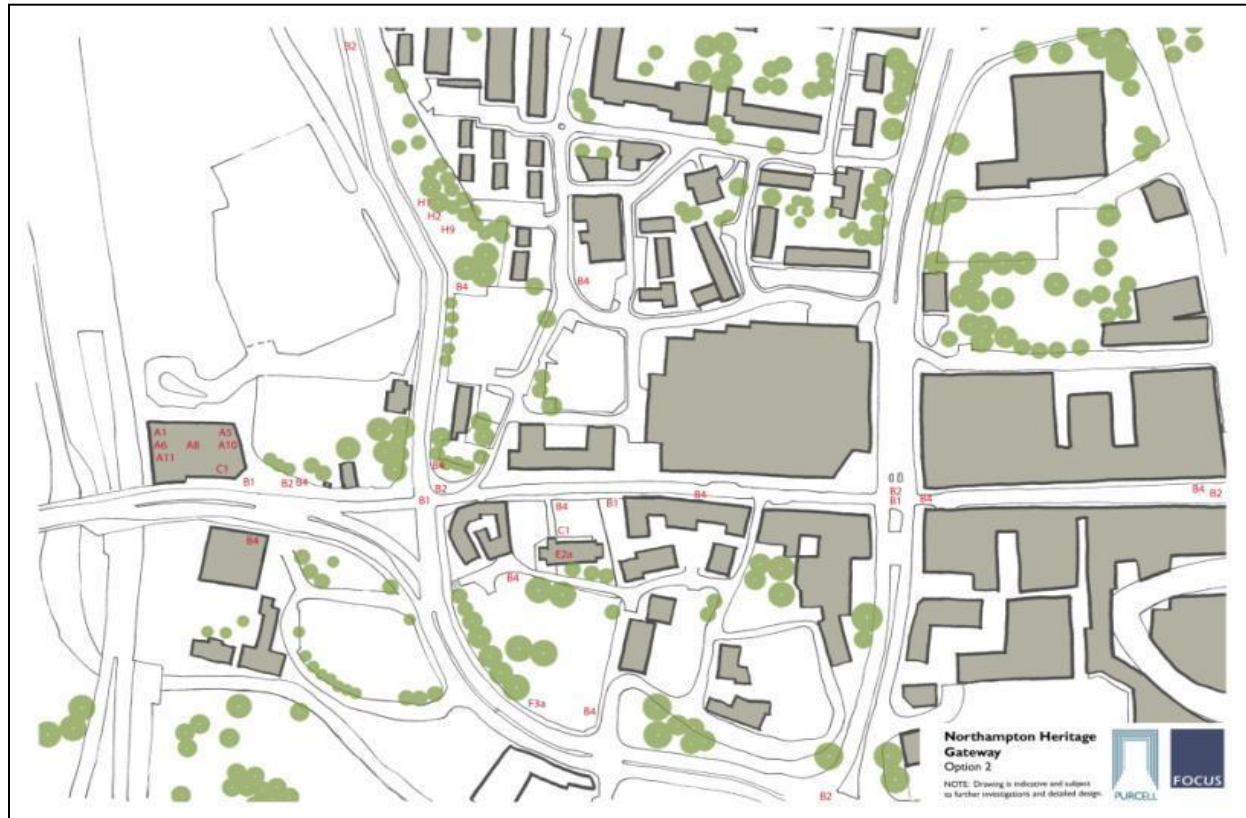 B2
H1
H2
H9
B4
B4
A1 A5
A6 A8 A10
A11
C1
B1 B2 B4
B4
B2
B1
B4
B4 B1 B4
C1
E2a
B4
B2
B1
B4
B4
B2
F3a
B4
B2
Northampton Heritage
Gateway
Option 2
NOTE: Drawing is indicative and subject
to further investigations and detailed design.
PURCELL
FOCUS